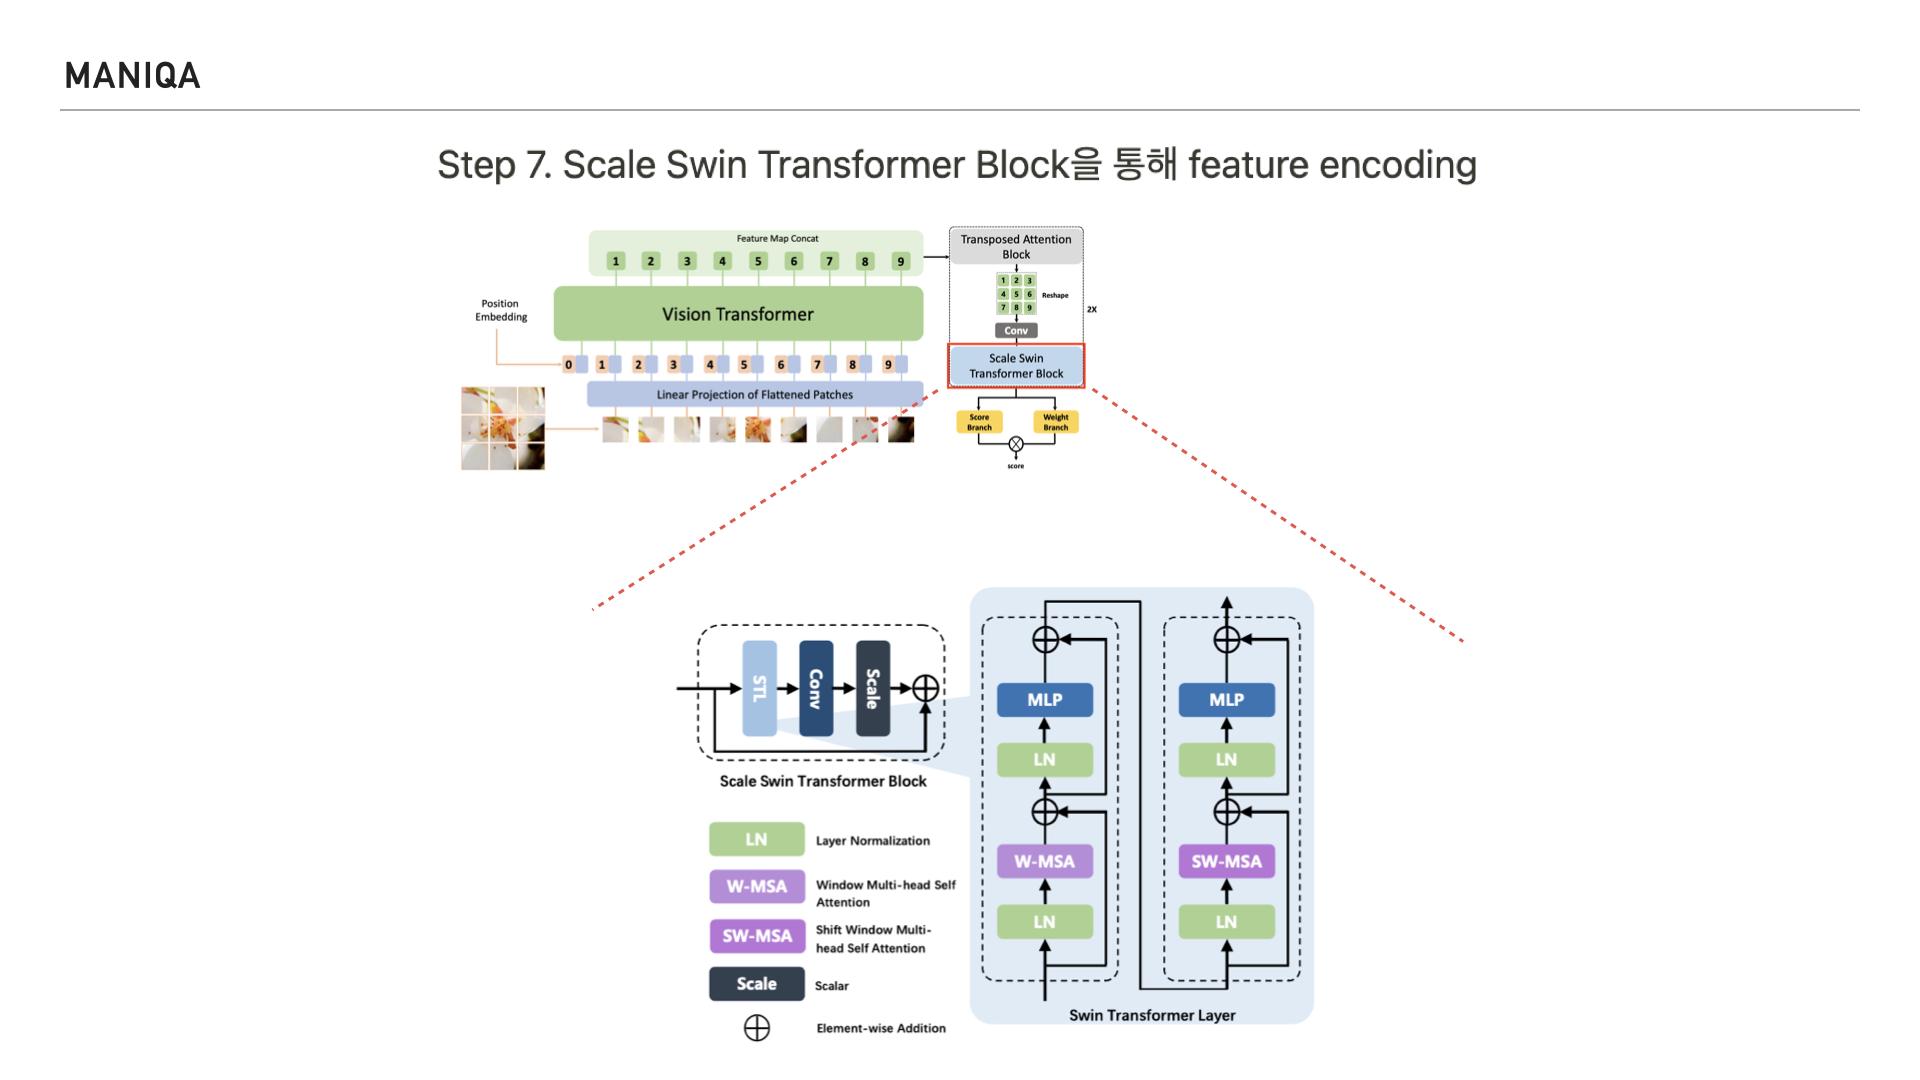 MANIQA
Step 7. Scale Swin Transformer Block을 통해 feature encoding
Feature Map Concat
1 2 3 4 5 6 7 8 9
Vision Transformer
Position
Embedding
0 1 2 3 4 5 6 7 8 9
Linear Projection of Flattened Patches
Transposed Attention
Block
1 2 3
4 5 6
7 8 9
Reshape
2X
Conv
Scale Swin
Transformer Block
Score
Branch
Weight
Branch
score
STL
Conv
Scale
Scale Swin Transformer Block
LN
Layer Normalization
W-MSA
Window Multi-head Self
Attention
SW-MSA
Shift Window Multi-
head Self Attention
Scale
Scalar
Element-wise Addition
MLP
LN
W-MSA
LN
MLP
LN
SW-MSA
LN
Swin Transformer Layer